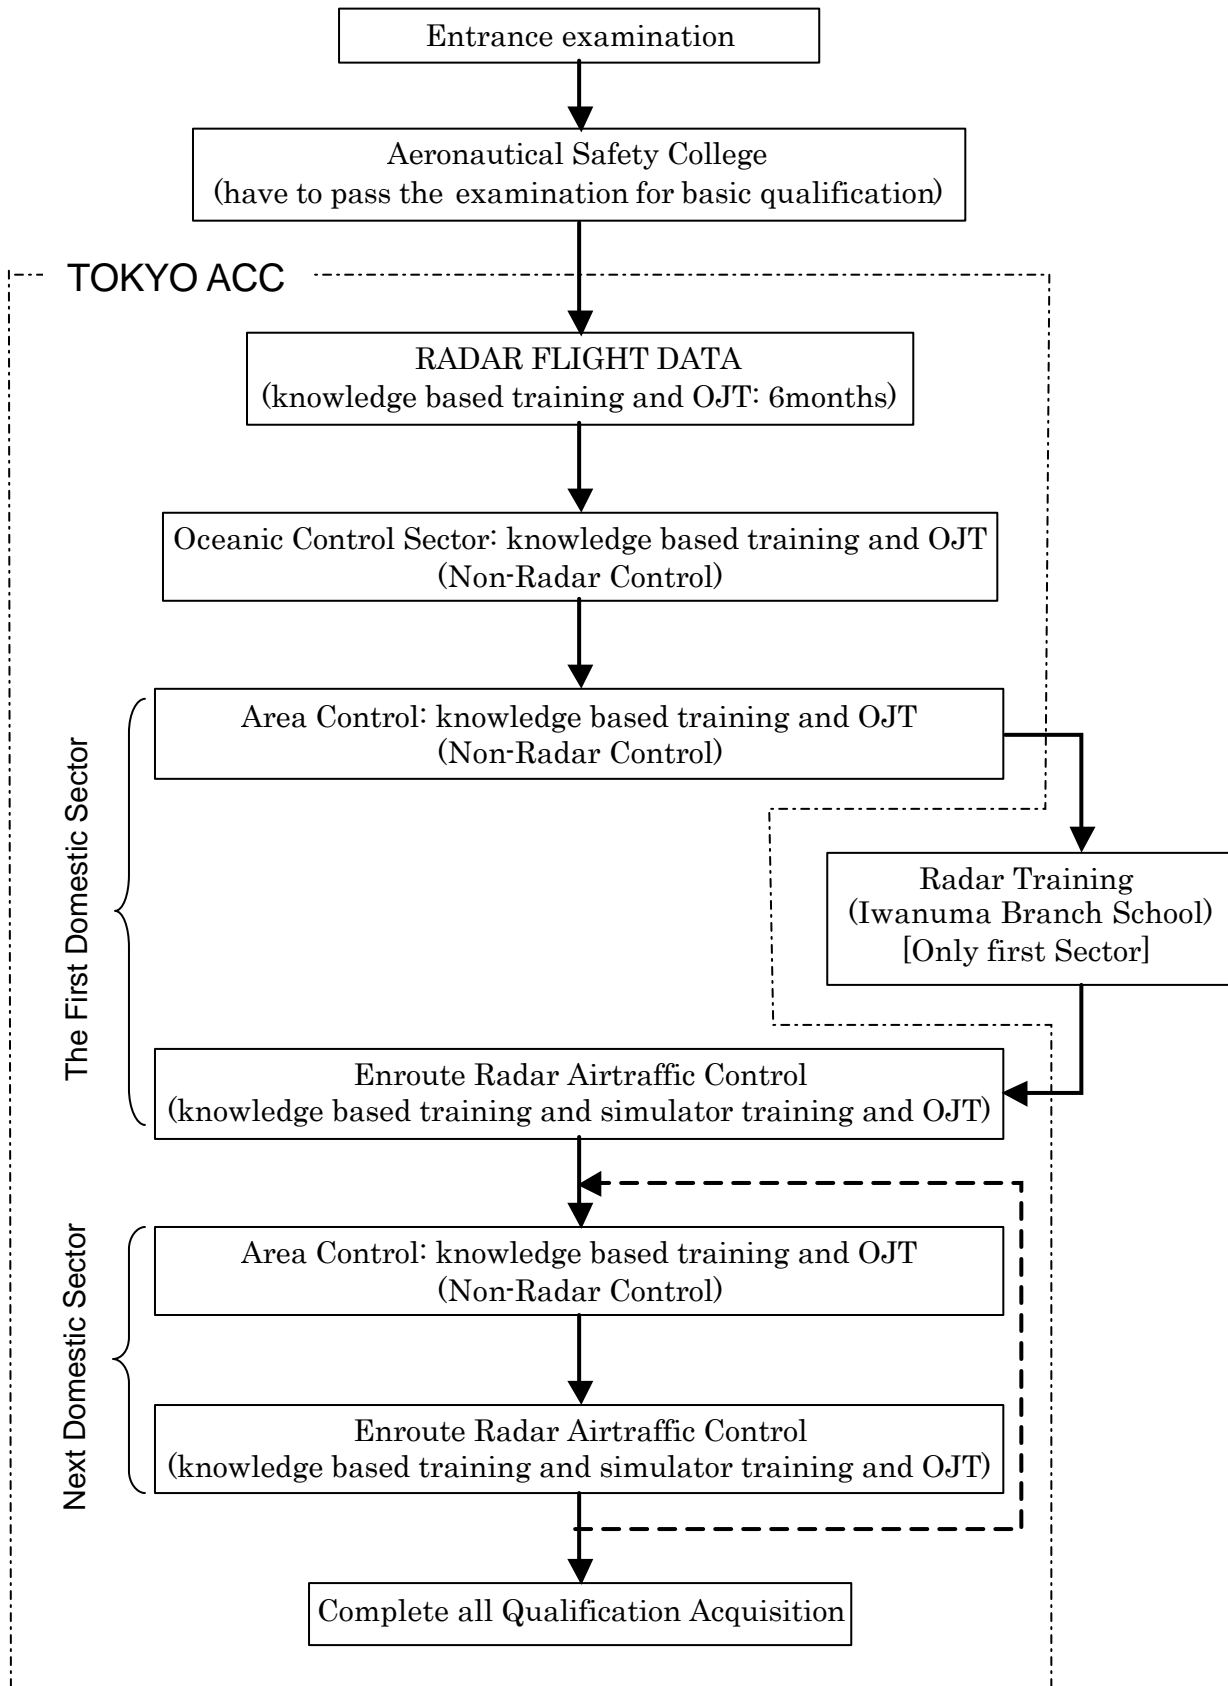 Entrance examination
Aeronautical Safety College
(have to pass the examination for basic qualification)
TOKYO ACC
RADAR FLIGHT DATA
(knowledge based training and OJT: 6months)
Oceanic Control Sector: knowledge based training and OJT
(Non-Radar Control)
The First Domestic Sector
Area Control: knowledge based training and OJT
(Non-Radar Control)
Radar Training
(Iwanuma Branch School)
[Only first Sector]
Enroute Radar Airtraffic Control
(knowledge based training and simulator training and OJT)
Next Domestic Sector
Area Control: knowledge based training and OJT
(Non-Radar Control)
Enroute Radar Airtraffic Control
(knowledge based training and simulator training and OJT)
Complete all Qualification Acquisition